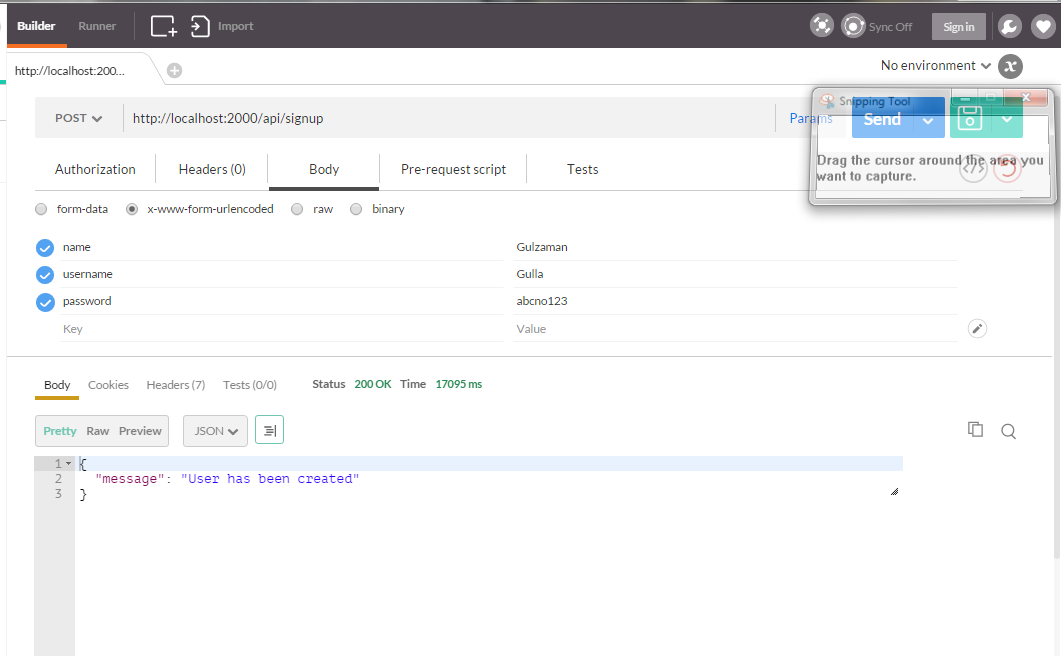 Builder Runner Import Sync Off Sign in
http://localhost:200... No environment
POST http://localhost:2000/api/signup Params Send
Snipping Tool
Drag the cursor around the area you
want to capture.
Authorization Headers (0) Body Pre-request script Tests
form-data x-www-form-urlencoded raw binary
name Gulzaman
username Gulla
password abcno123
Key Value
Body Cookies Headers (7) Tests (0/0) Status 200 OK Time 17095 ms
Pretty Raw Preview JSON
1 {
2 "message": "User has been created"
3 }